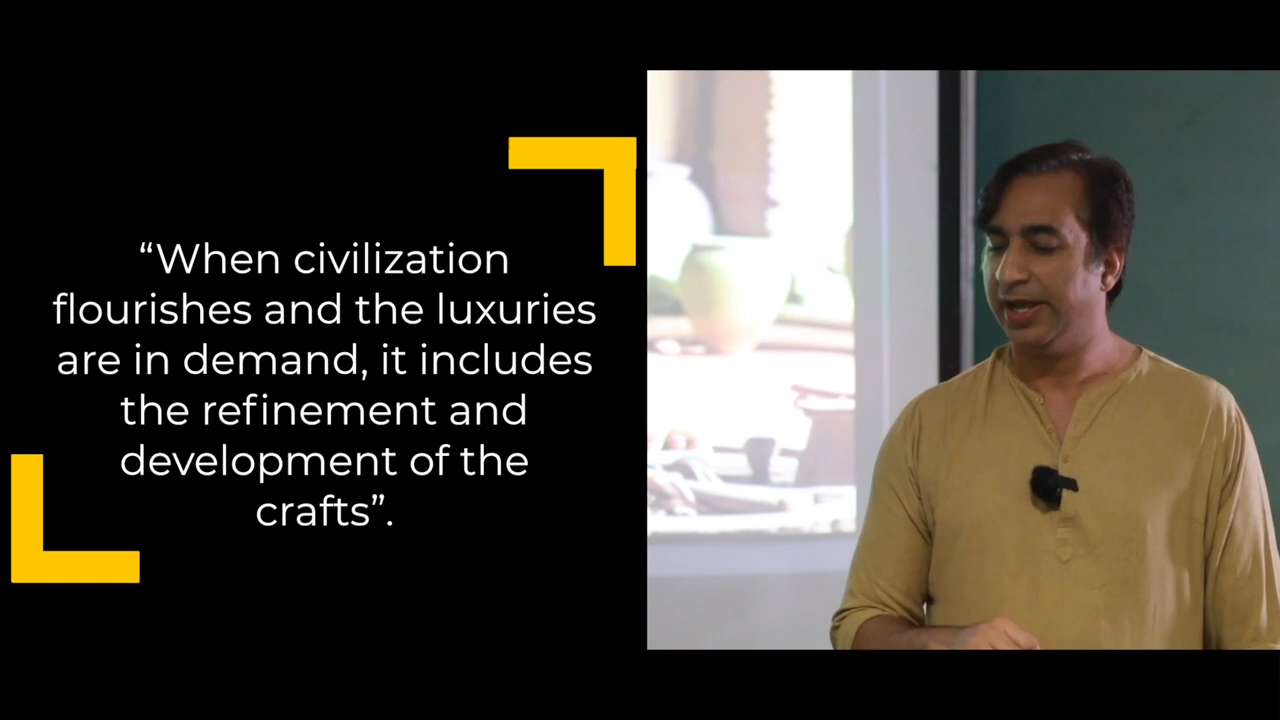 “When civilization
flourishes and the luxuries
are in demand, it includes
the refinement and
development of the
crafts”.